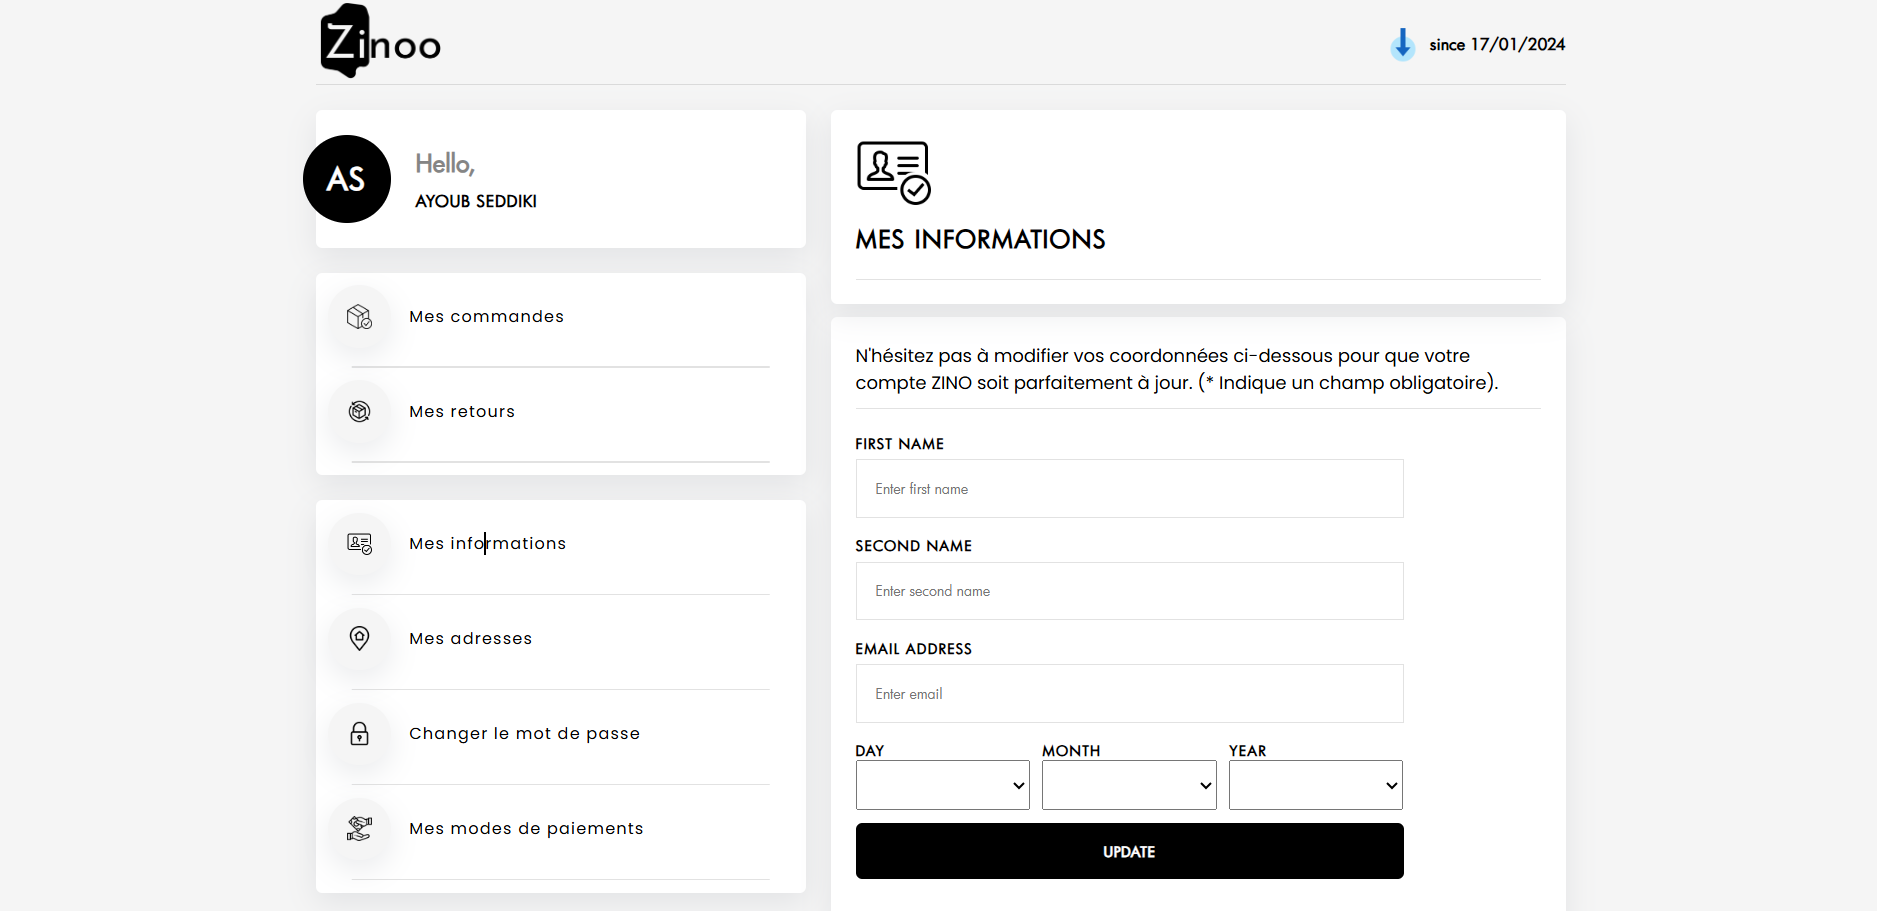 Zinoo
since 17/01/2024
AS
Hello,
AYOUB SEDDIKI
Mes commandes
Mes retours
Mes informations
Mes adresses
Changer le mot de passe
Mes modes de paiements
MES INFORMATIONS
N'hésitez pas à modifier vos coordonnées ci-dessous pour que votre
compte ZINO soit parfaitement à jour. (* Indique un champ obligatoire).
FIRST NAME
Enter first name
SECOND NAME
Enter second name
EMAIL ADDRESS
Enter email
DAY MONTH YEAR
UPDATE